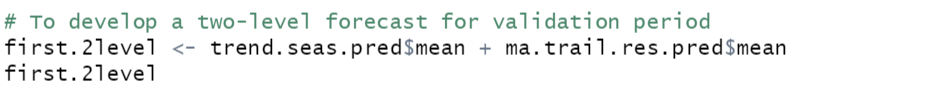 # To develop a two-level forecast for validation period
first.2level <- trend.seas.pred$mean + ma.trail.res.pred$mean
first.2level